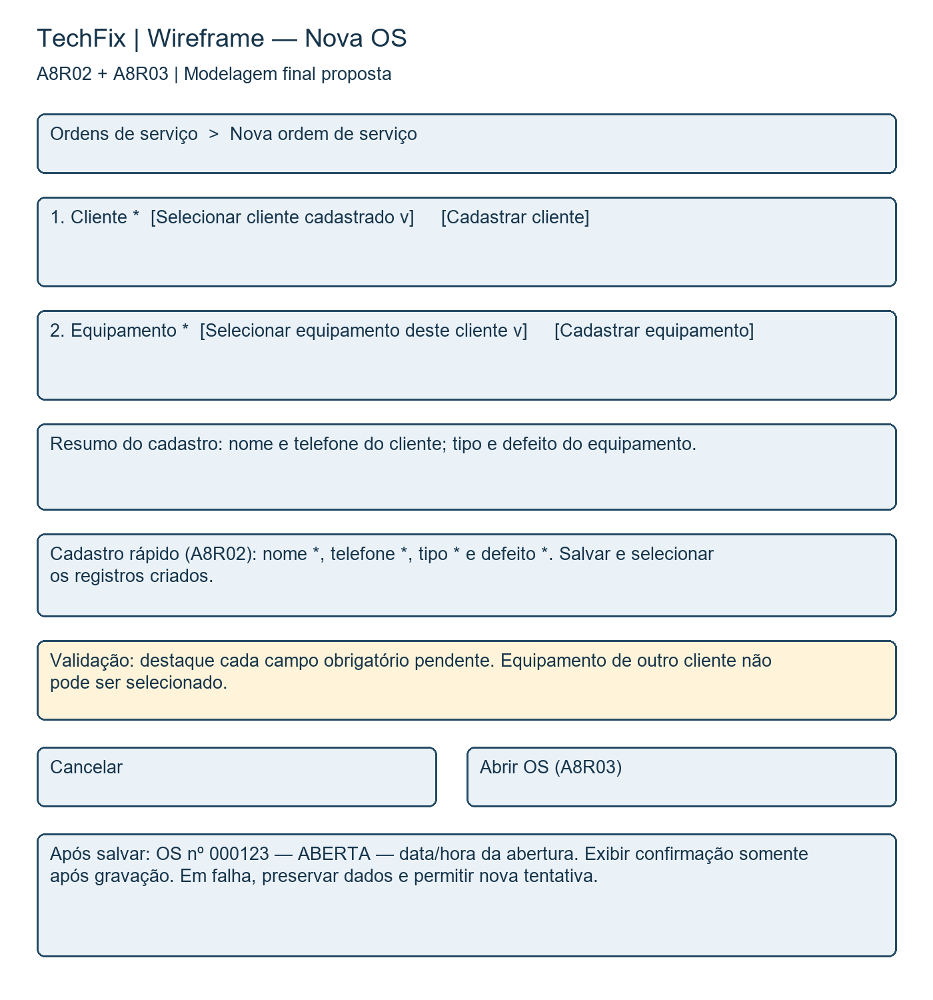 TechFix | Wireframe — Nova OS
A8R02 + A8R03 | Modelagem final proposta
Ordens de serviço > Nova ordem de serviço
1. Cliente * [Selecionar cliente cadastrado v] [Cadastrar cliente]
2. Equipamento * [Selecionar equipamento deste cliente v] [Cadastrar equipamento]
Resumo do cadastro: nome e telefone do cliente; tipo e defeito do equipamento.
Cadastro rápido (A8R02): nome *, telefone *, tipo * e defeito *. Salvar e selecionar
os registros criados.
Validação: destaque cada campo obrigatório pendente. Equipamento de outro cliente não
pode ser selecionado.
Cancelar
Abrir OS (A8R03)
Após salvar: OS nº 000123 — ABERTA — data/hora da abertura. Exibir confirmação somente
após gravação. Em falha, preservar dados e permitir nova tentativa.